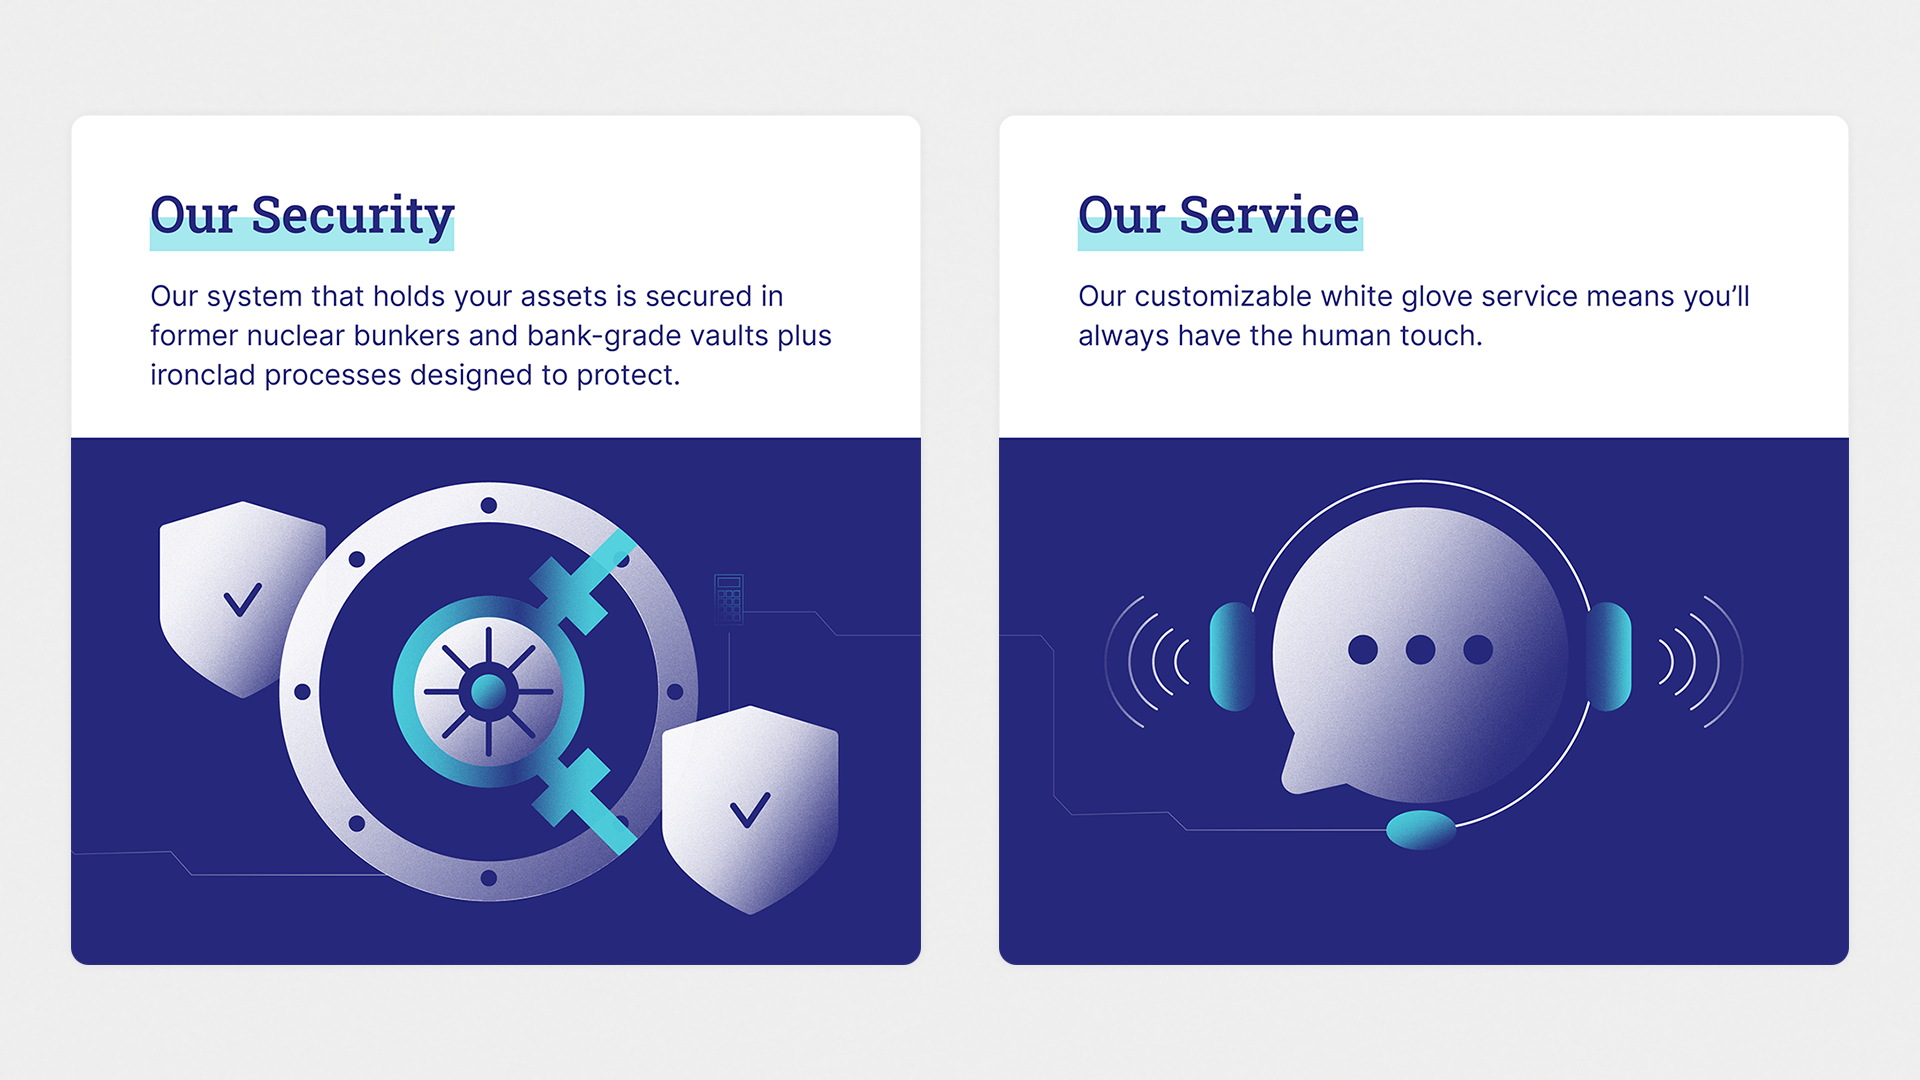 Our Security
Our system that holds your assets is secured in
former nuclear bunkers and bank-grade vaults plus
ironclad processes designed to protect.
Our Service
Our customizable white glove service means you’ll
always have the human touch.